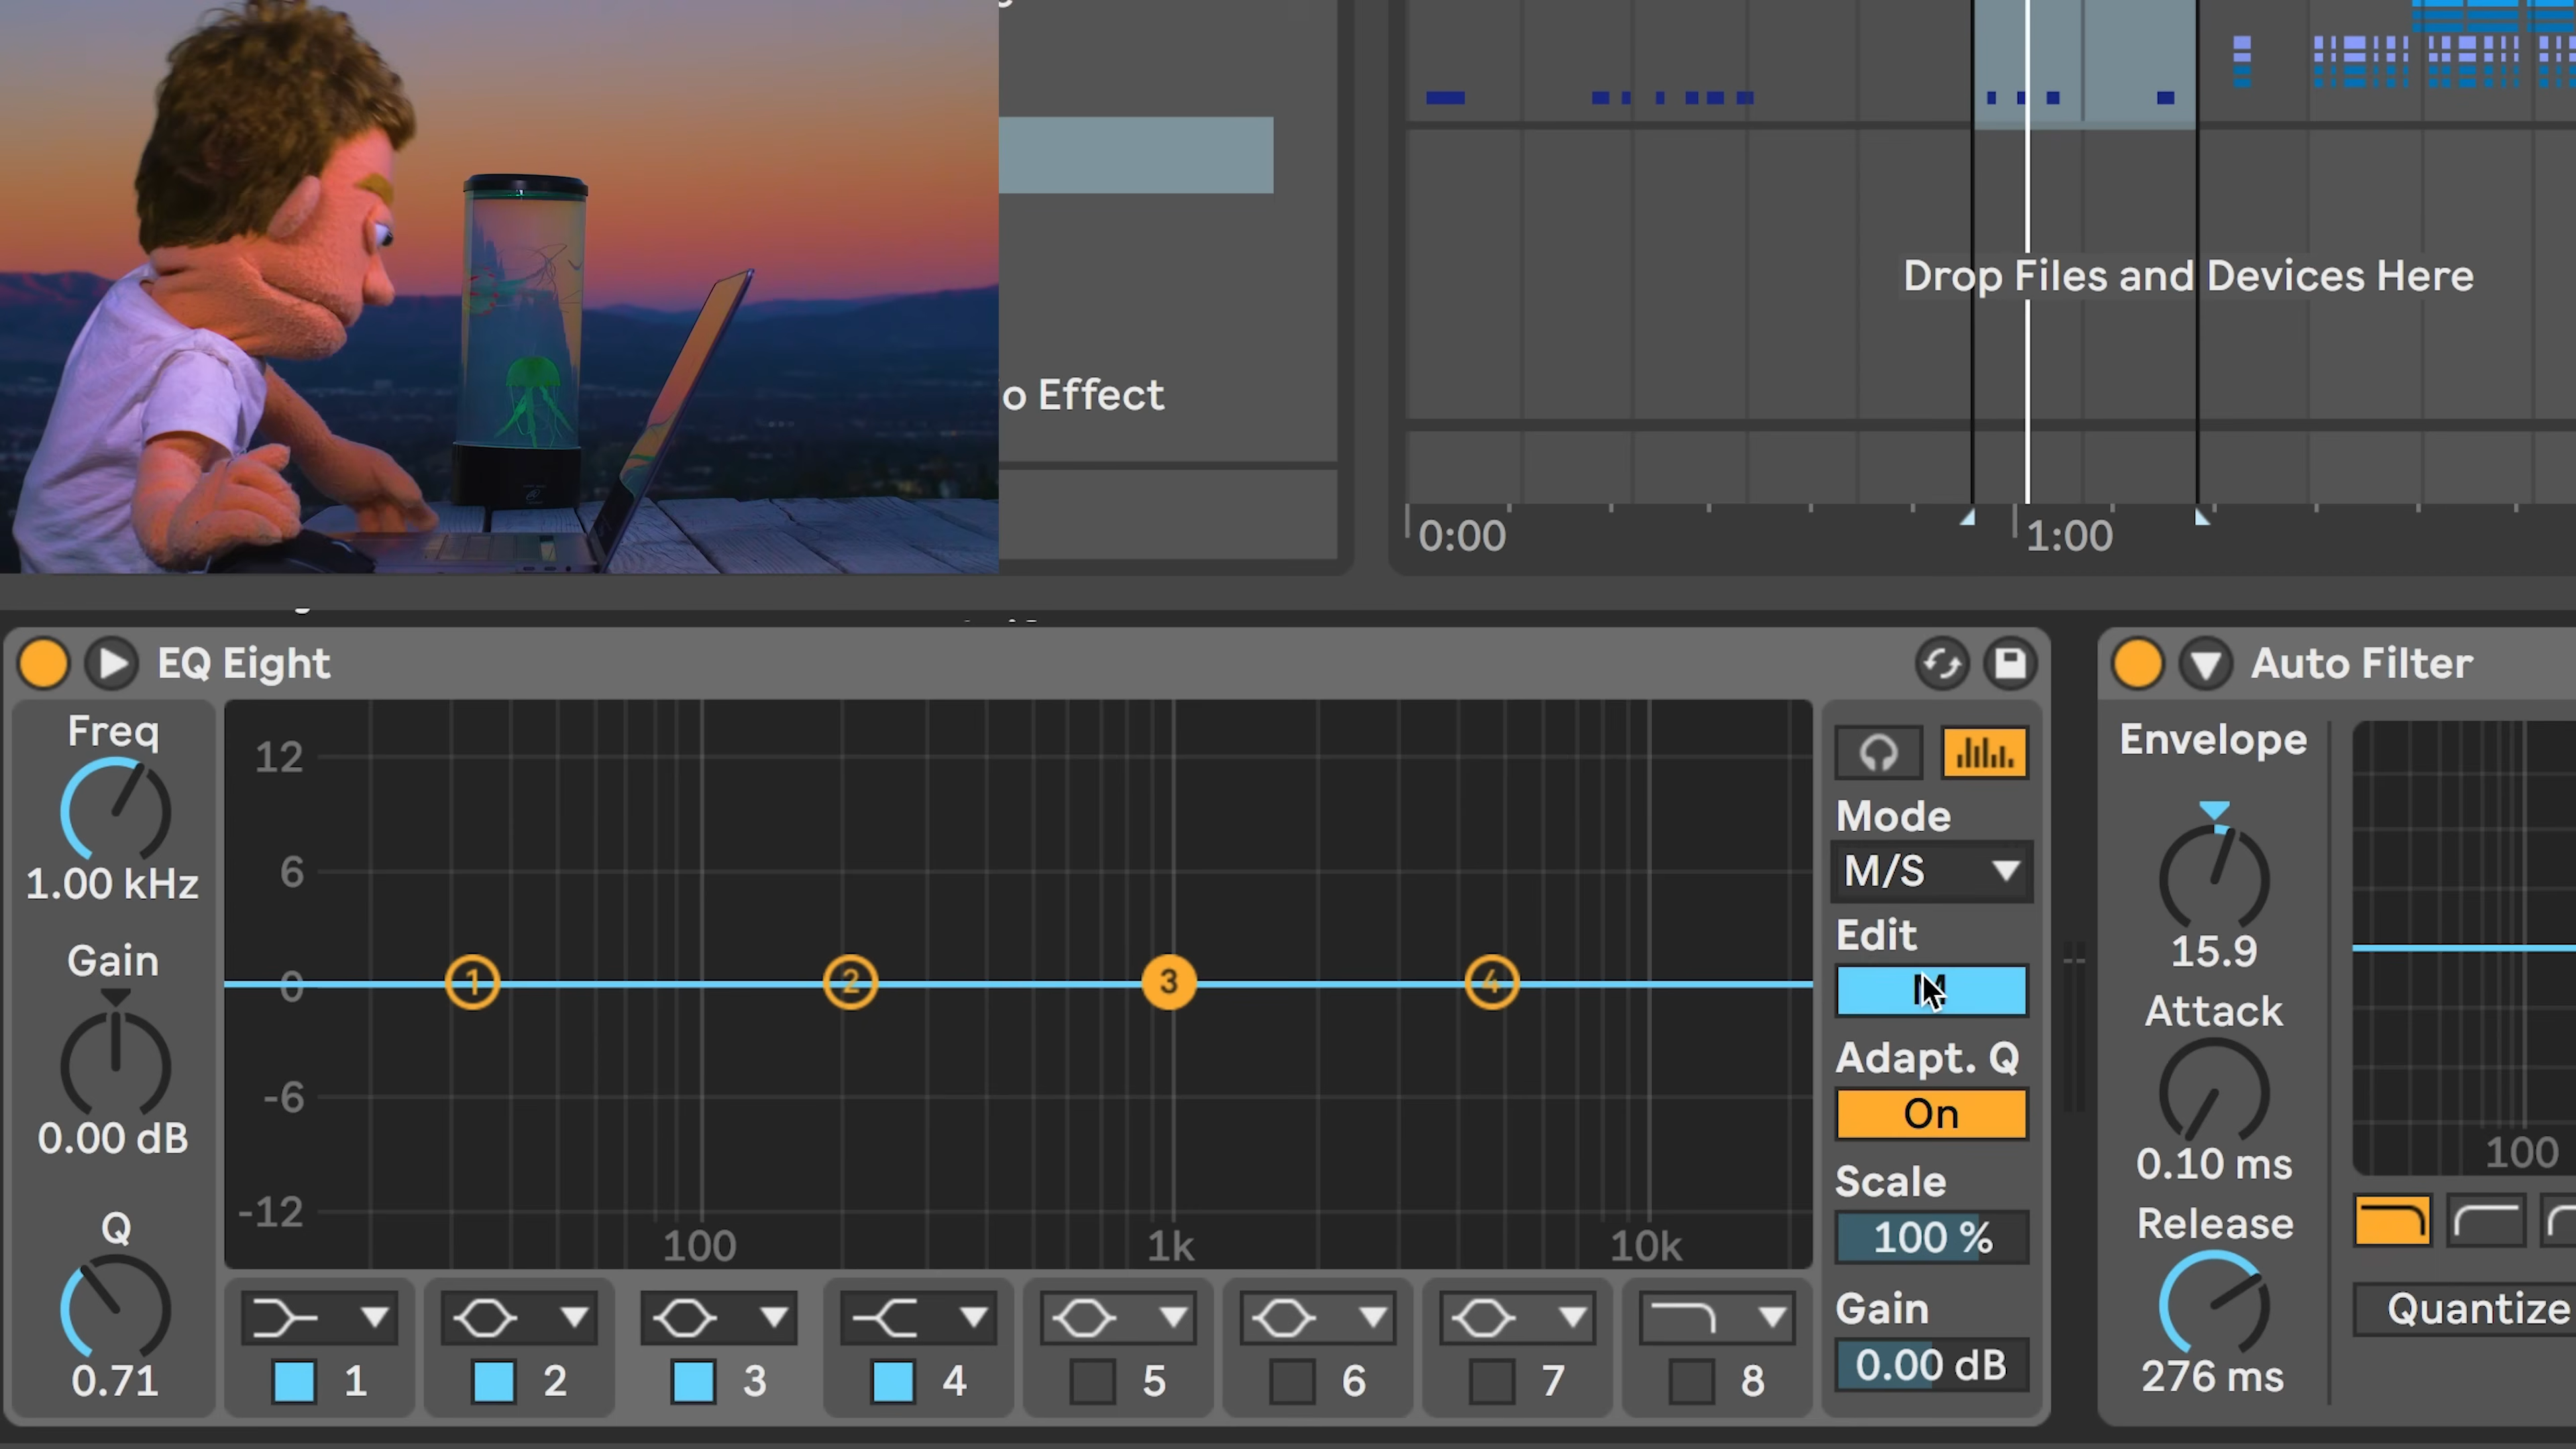 o Effect
Drop Files and Devices Here
0:00
1:00
EQ Eight
Freq
1.00 kHz
Gain
0.00 dB
Q
0.71
12
6
0
-6
-12
100
1k
10k
1
2
3
4
1
2
3
4
5
6
7
8
Mode
M/S
Edit
M
Adapt. Q
On
Scale
100 %
Gain
0.00 dB
Auto Filter
Envelope
15.9
Attack
0.10 ms
Release
276 ms
100
Quantize